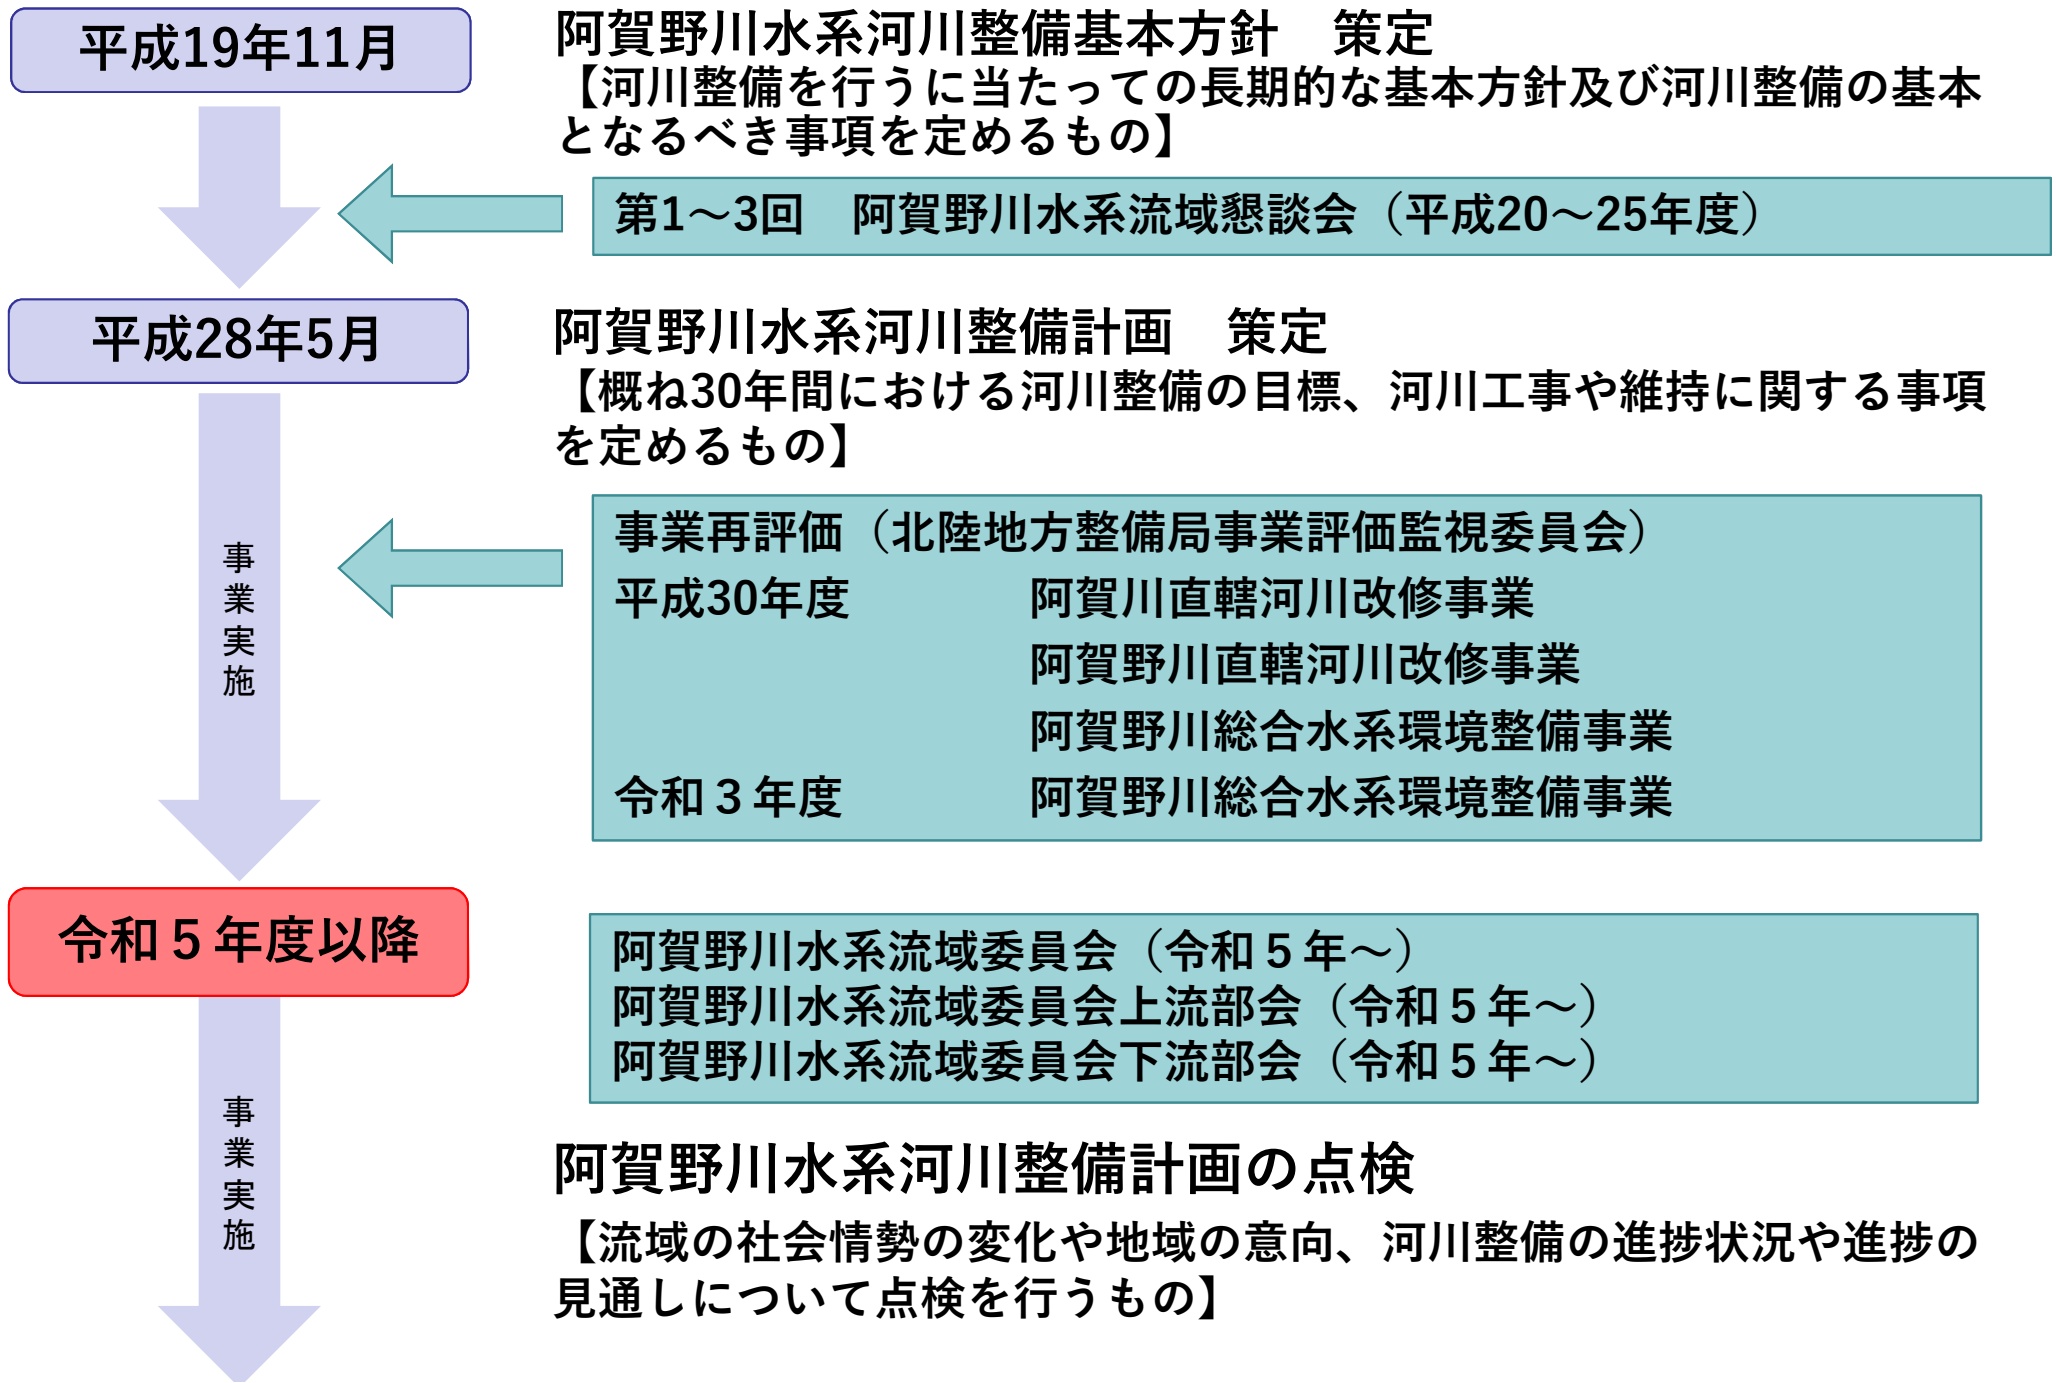 平成19年11月
阿賀野川水系河川整備基本方針　策定
【河川整備を行うに当たっての長期的な基本方針及び河川整備の基本
となるべき事項を定めるもの】
第1～3回　阿賀野川水系流域懇談会（平成20～25年度）
平成28年5月
阿賀野川水系河川整備計画　策定
【概ね30年間における河川整備の目標、河川工事や維持に関する事項
を定めるもの】
事業実施
事業再評価（北陸地方整備局事業評価監視委員会）
平成30年度　阿賀川直轄河川改修事業
阿賀野川直轄河川改修事業
阿賀野川総合水系環境整備事業
令和３年度　阿賀野川総合水系環境整備事業
令和５年度以降
阿賀野川水系流域委員会（令和５年～）
阿賀野川水系流域委員会上流部会（令和５年～）
阿賀野川水系流域委員会下流部会（令和５年～）
事業実施
阿賀野川水系河川整備計画の点検
【流域の社会情勢の変化や地域の意向、河川整備の進捗状況や進捗の
見通しについて点検を行うもの】